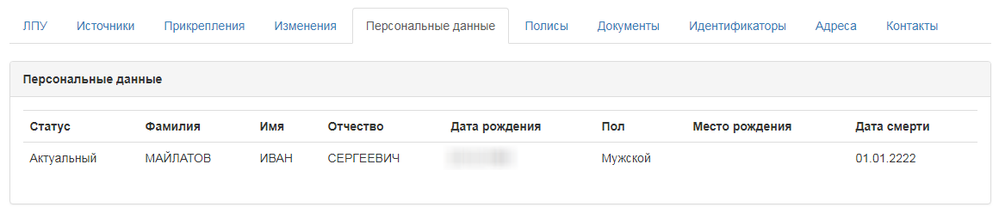 ЛПУ Источники Прикрепления Изменения Персональные данные Полисы Документы Идентификаторы Адреса Контакты
Персональные данные
Статус Фамилия Имя Отчество Дата рождения Пол Место рождения Дата смерти
Актуальный МАЙЛАТОВ ИВАН СЕРГЕЕВИЧ Мужской 01.01.2222